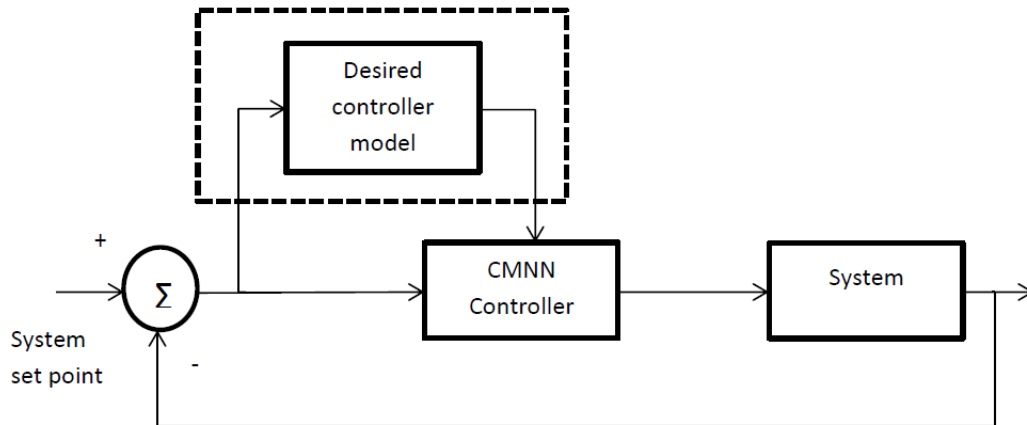 Desired
controller
model
+
Σ
CMNN
Controller
System
System
set point
-